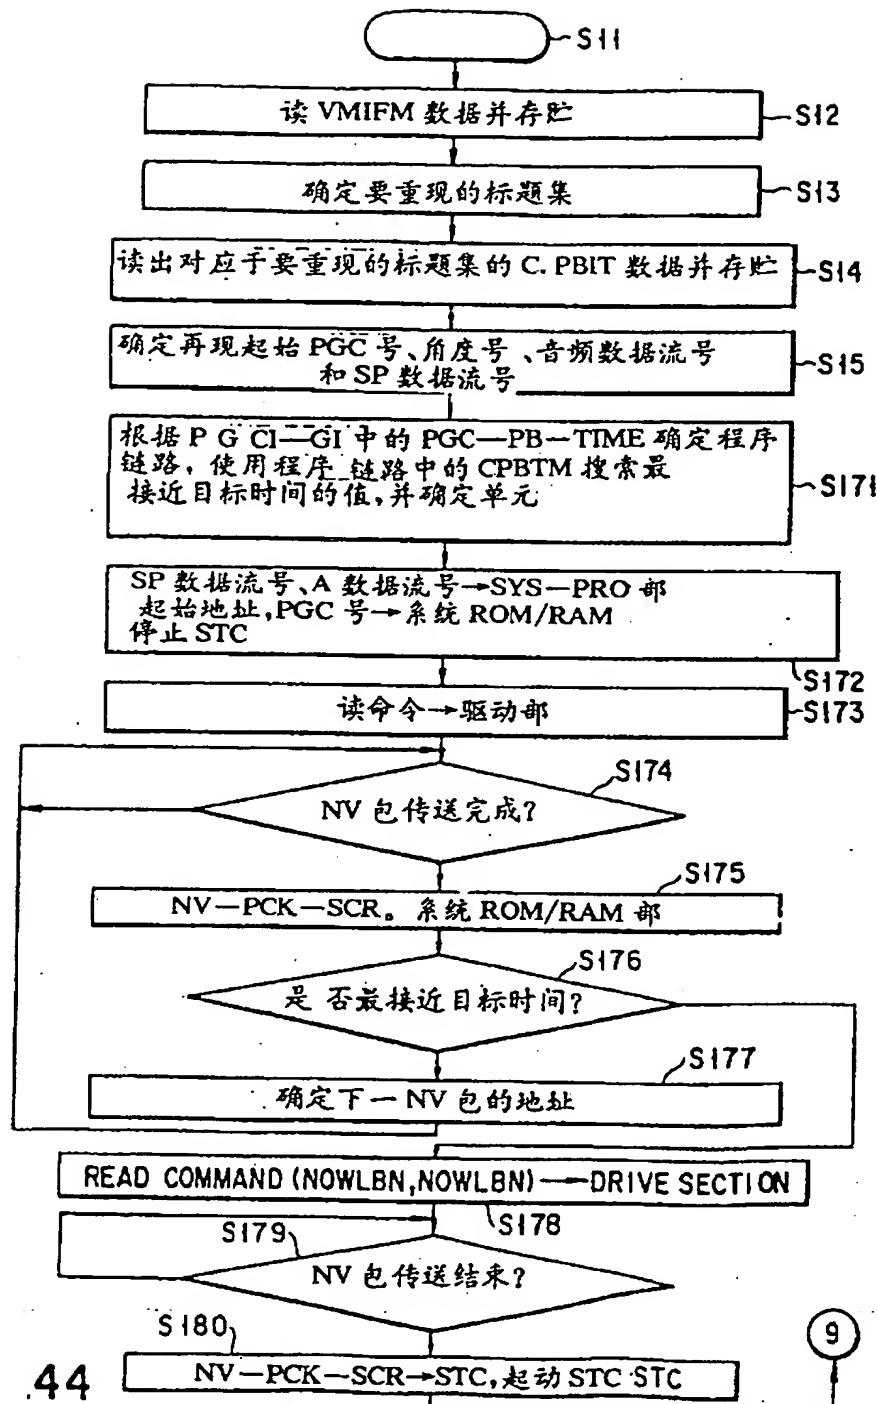 S11
读 VMIFM 数据并存贮
S12
确定要重现的标题集
S13
读出对应于要重现的标题集的 C. PBIT 数据并存贮
S14
确定再现起始 PGC 号、角度号、音频数据流号
和 SP 数据流号
S15
根据 P G CI—GI 中的 PGC—PB—TIME 确定程序
链路，使用程序 链路中的 CPBTM 搜索最
接近目标时间的值,并确定单元
S171
SP 数据流号、A 数据流号→SYS—PRO 部
起始地址,PGC 号→系统 ROM/RAM
停止 STC
S172
读命令→驱动部
S173
S174
NV 包传送完成?
S175
NV—PCK—SCR。系统 ROM/RAM 部
S176
是 否最接近目标时间?
S177
确定下一 NV 包的地址
READ COMMAND (NOWLBN,NOWLBN)→DRIVE SECTION
S178
S179
NV 包传送结束?
S180
9
NV—PCK—SCR→STC,起动 STC STC
.44